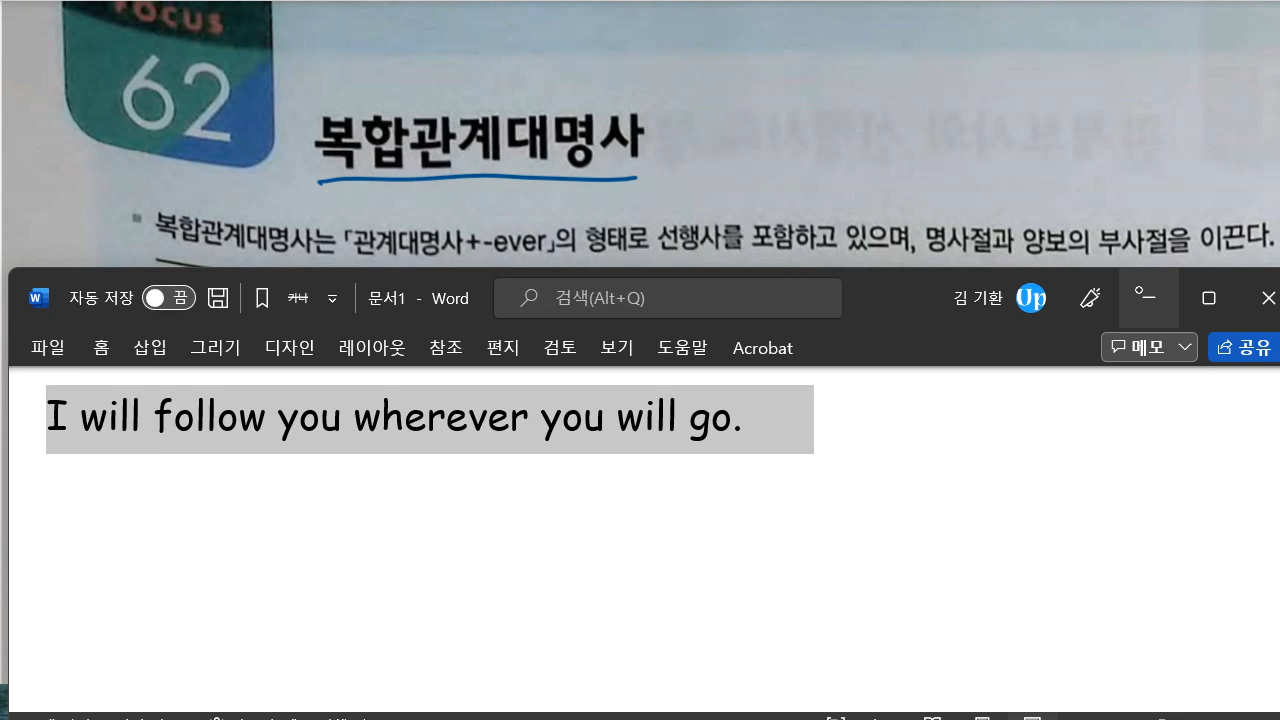 FOCUS
62
복합관계대명사
복합관계대명사는 「관계대명사+-ever」의 형태로 선행사를 포함하고 있으며, 명사절과 양보의 부사절을 이끈다.
자동 저장 끔 가나 문서1 - Word 검색(Alt+Q) 김 기환 Up
파일 홈 삽입 그리기 디자인 레이아웃 참조 편지 검토 보기 도움말 Acrobat 메모 공유
I will follow you wherever you will go.